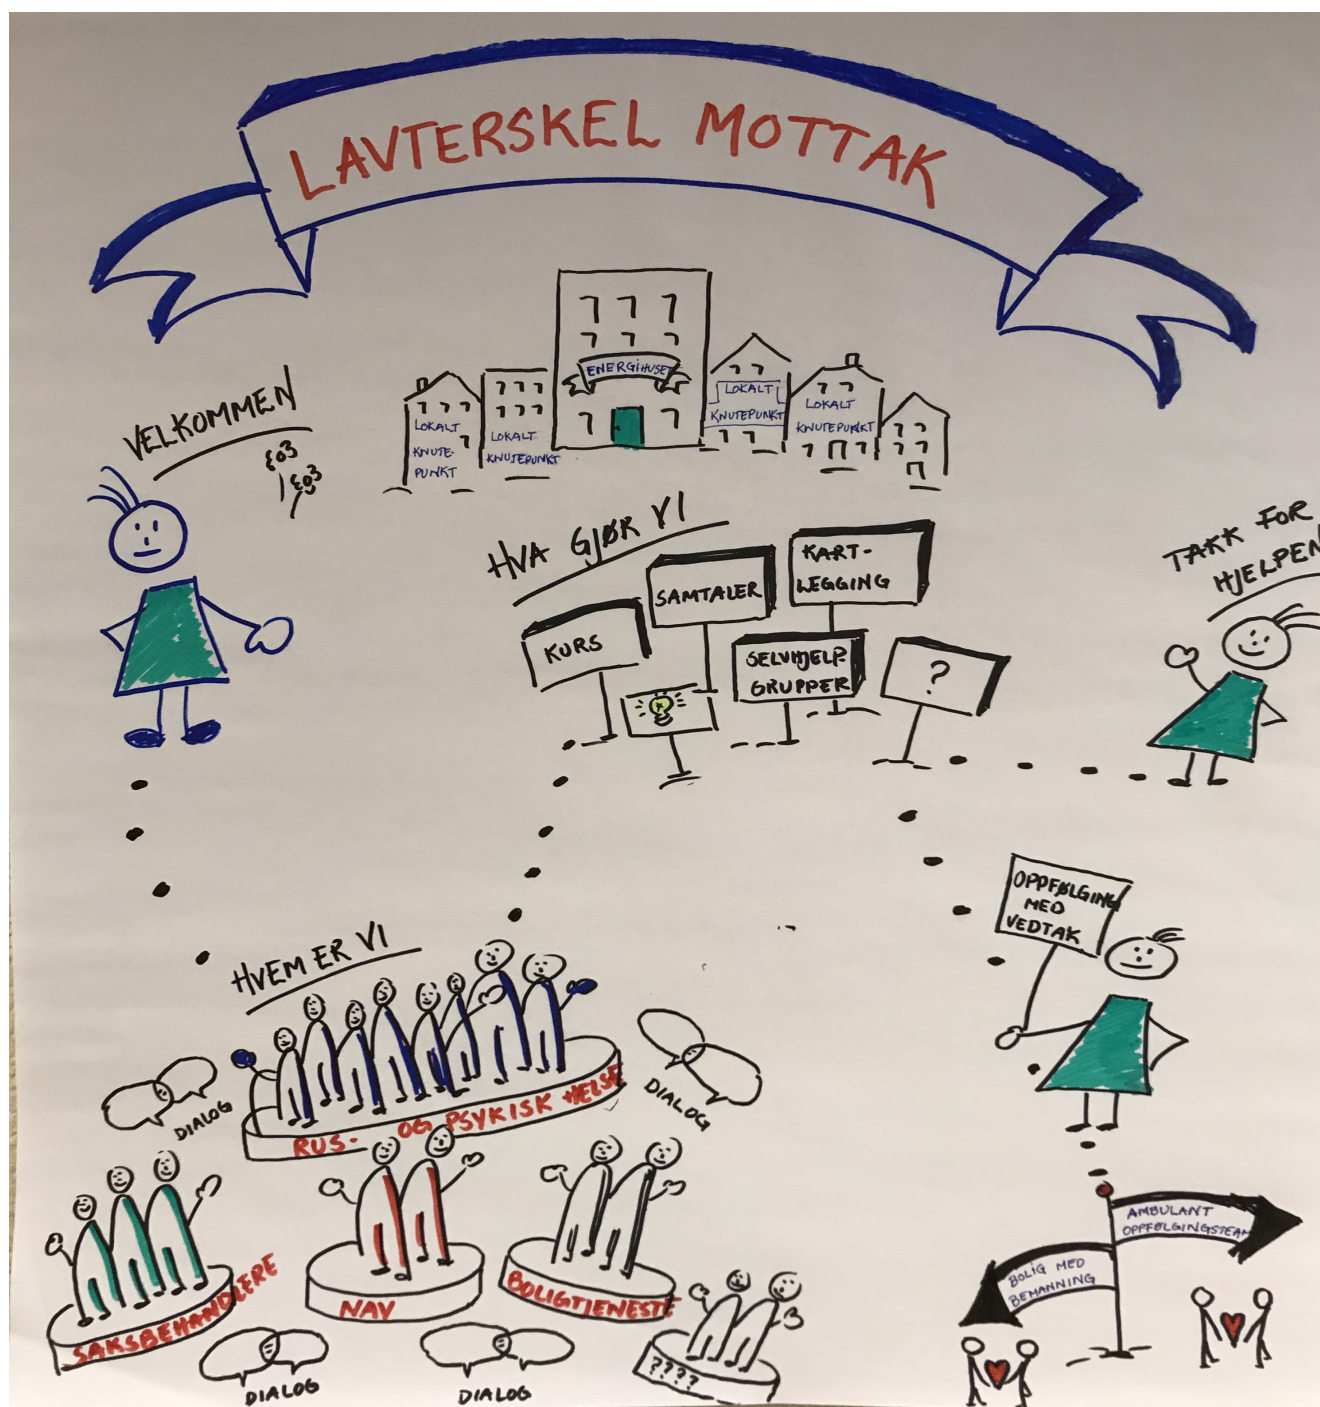 LAVTERSKEL MOTTAK
ENERGIHUSET
LOKALT
KNUTE-
PUNKT
LOKALT
KNUTEPUNKT
LOKALT
KNUTEPUNKT
LOKALT
KNUTEPUNKT
VELKOMMEN
HVA GJØR VI
KURS
SAMTALER
KART-
LEGGING
SELVHJELP
GRUPPER
?
TAKK FOR
HJELPEN
OPPFØLGING
MED
VEDTAK
HVEM ER VI
RUS- OG PSYKISK HELSE
DIALOG
DIALOG
SAKSBEHANDLERE
NAV
BOLIGTJENESTE
????
DIALOG
DIALOG
AMBULANT
OPPFØLGINGSTEAM
BOLIG MED
BEMANNING